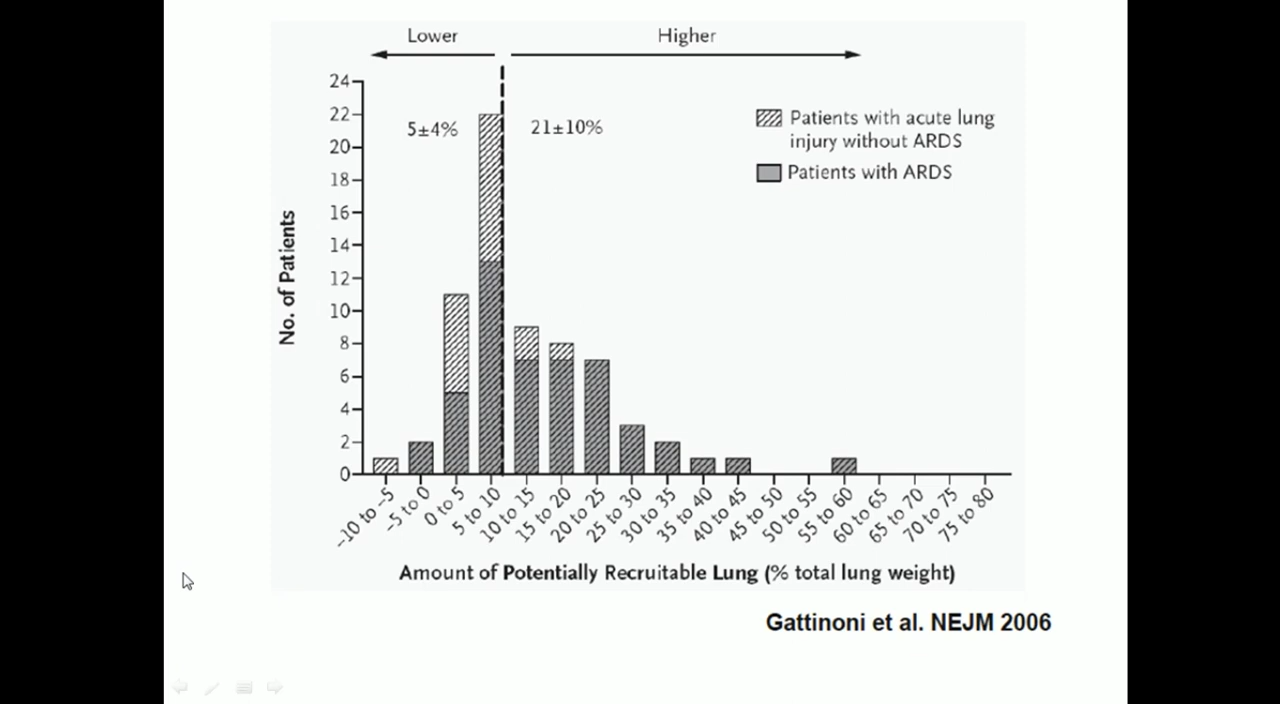 Lower
Higher
24
22
20
18
16
14
12
10
8
6
4
2
0
No. of Patients
5±4%
21±10%
Patients with acute lung
injury without ARDS
Patients with ARDS
-10 to -5
-5 to 0
0 to 5
5 to 10
10 to 15
15 to 20
20 to 25
25 to 30
30 to 35
35 to 40
40 to 45
45 to 50
50 to 55
55 to 60
60 to 65
65 to 70
70 to 75
75 to 80
Amount of Potentially Recruitable Lung (% total lung weight)
Gattinoni et al. NEJM 2006